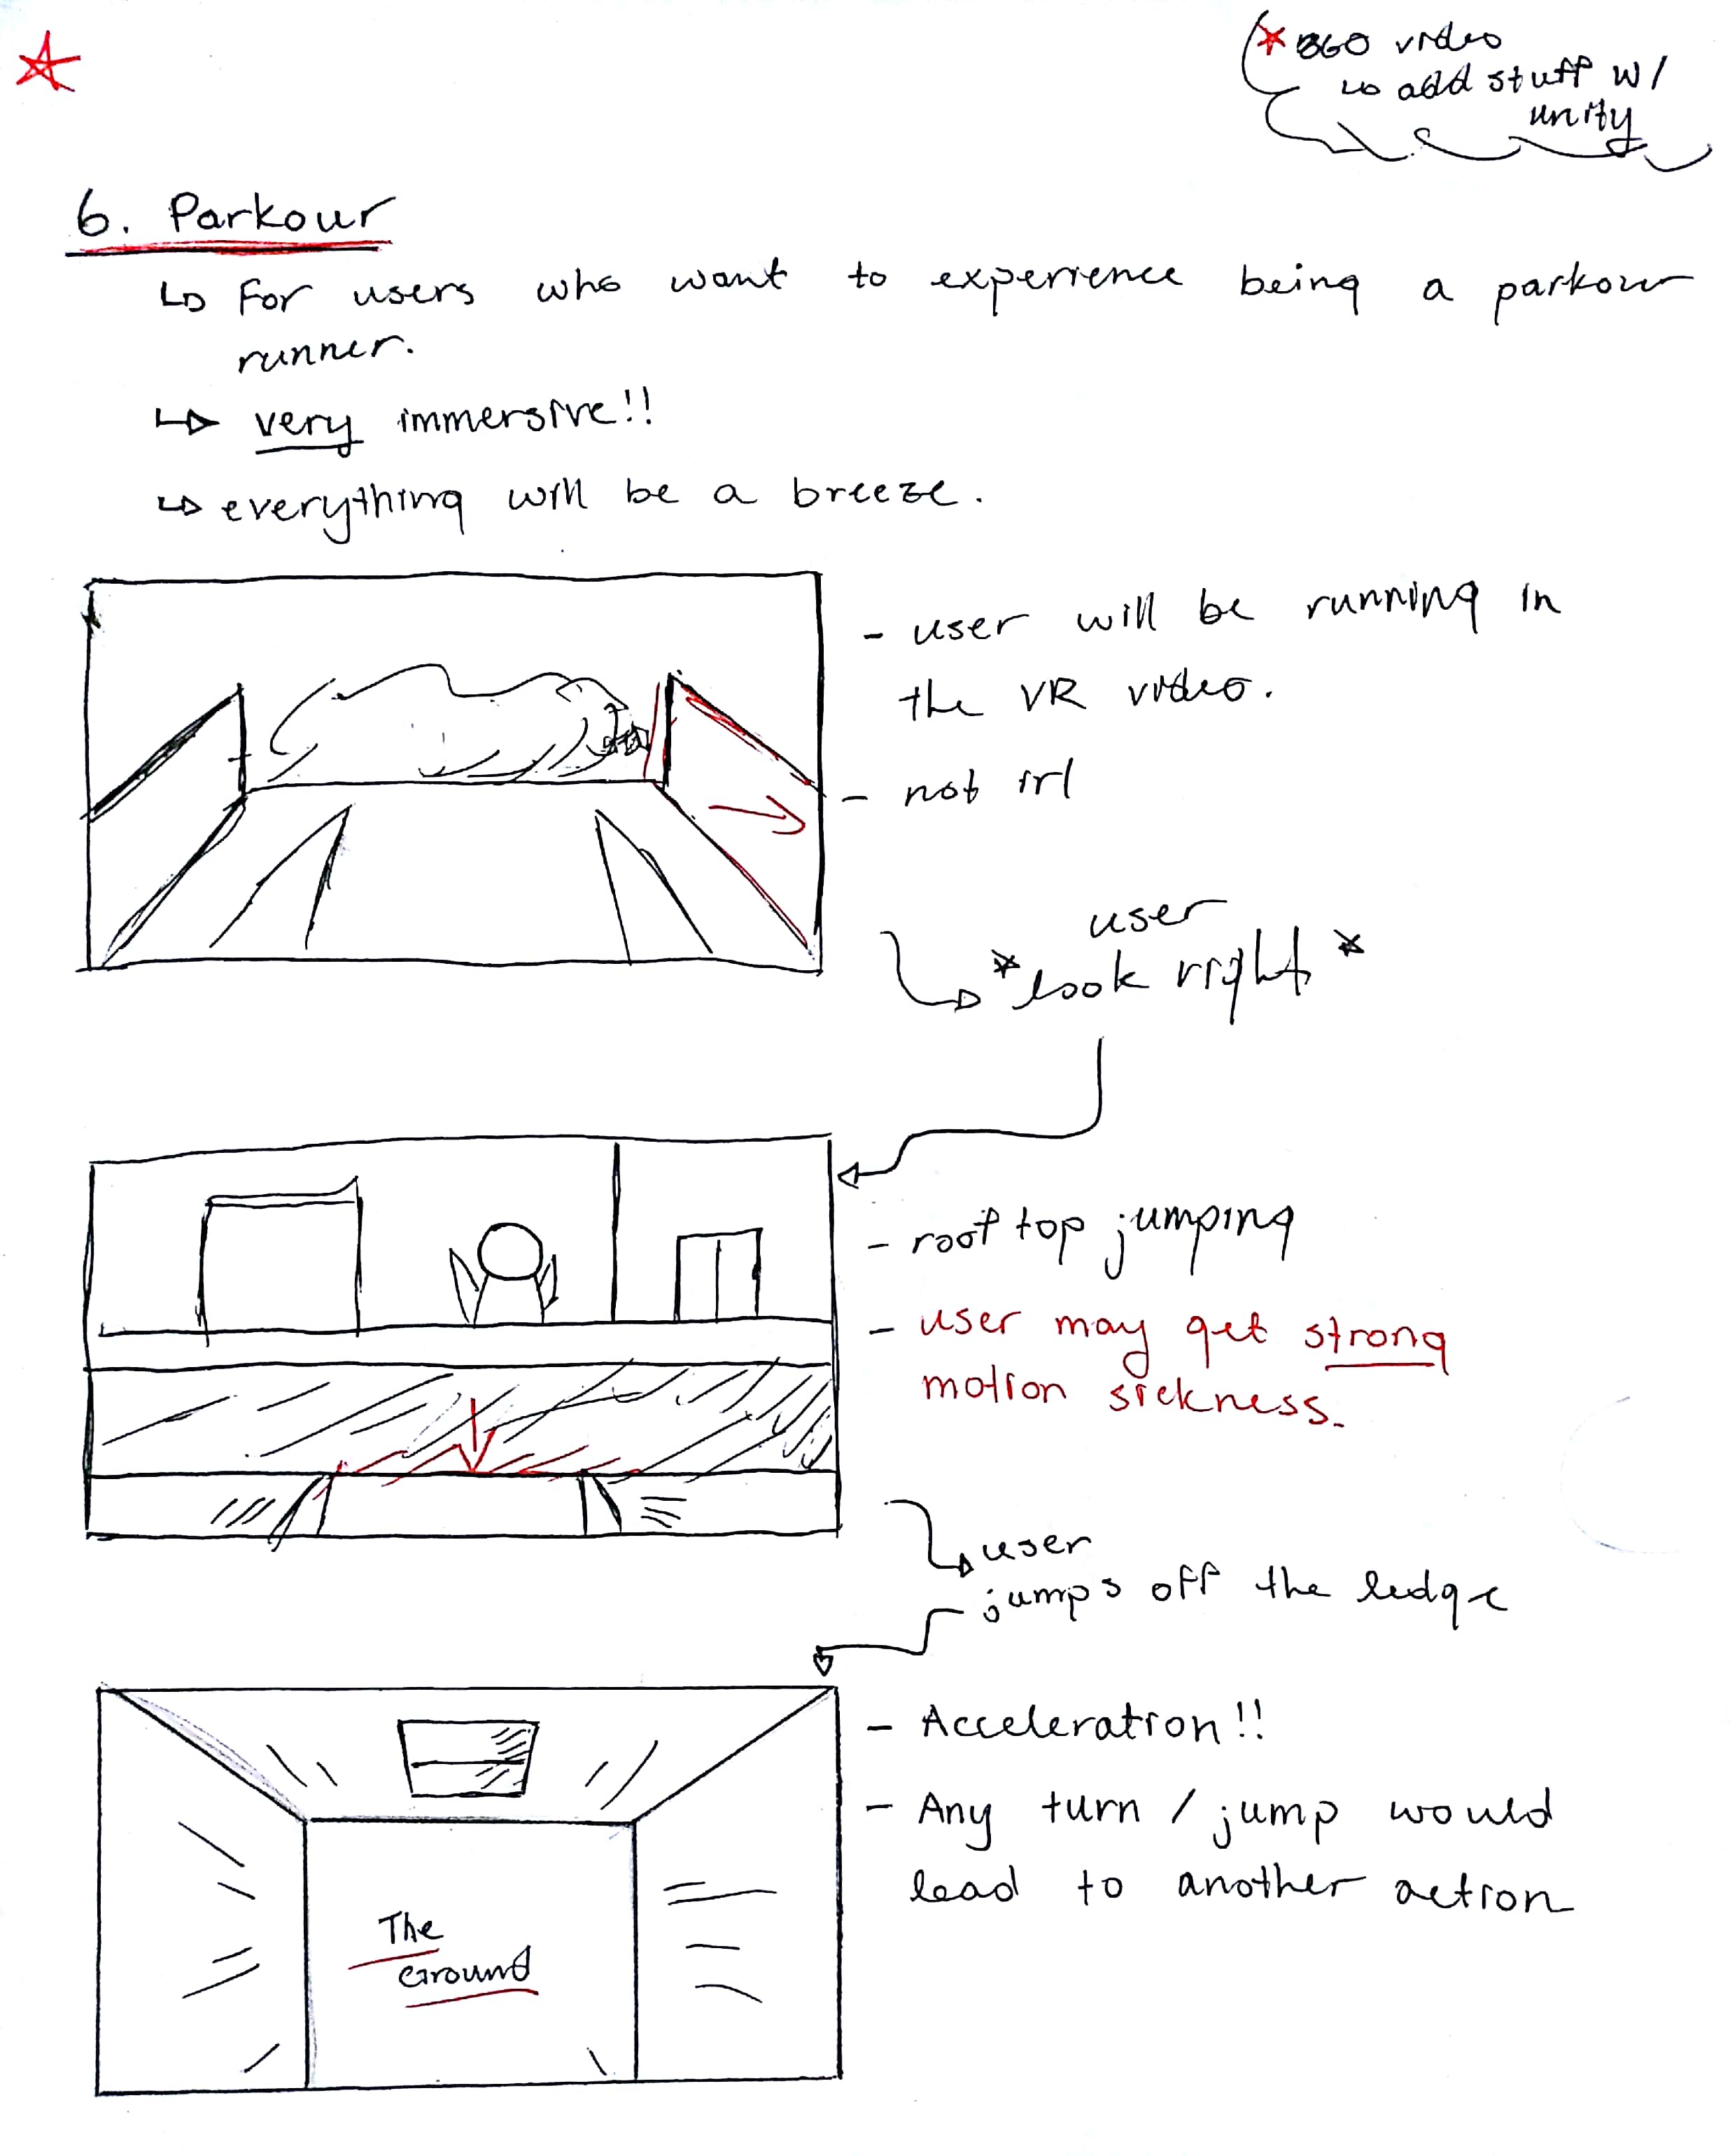 360 video
add stuff w/
unity
6. Parkour
For users who want to experience being a parkour
runner.
very immersive!!
everything will be a breeze.
- user will be running in
the VR video.
- not irl
user
*look right*
- roof top jumping
- user may get strong
motion sickness.
user
jumps off the ledge
- Acceleration!!
- Any turn / jump would
lead to another action
The
Ground